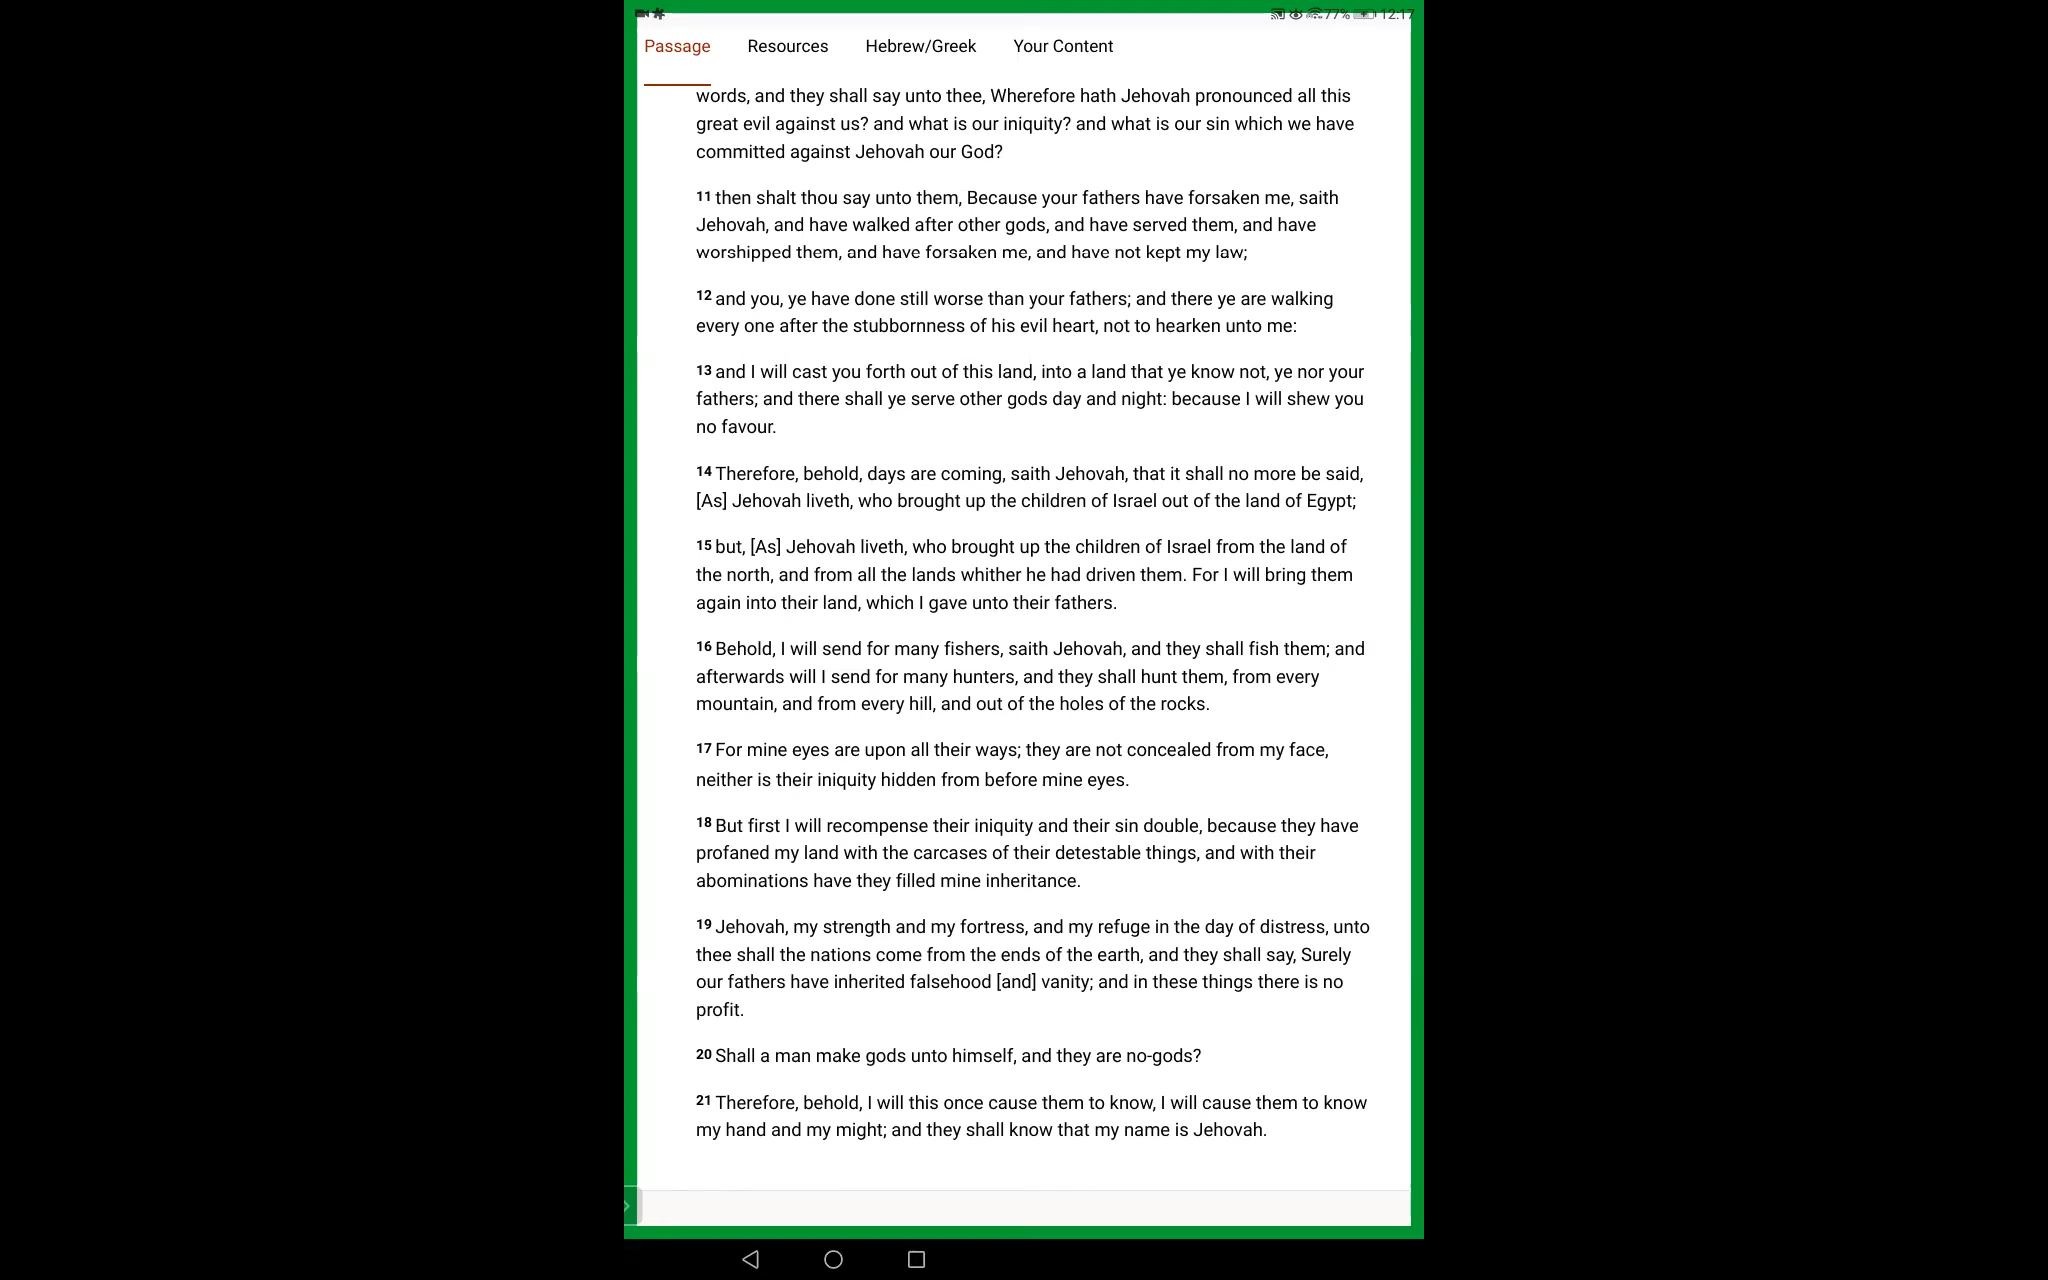 77% 12:17
Passage Resources Hebrew/Greek Your Content
words, and they shall say unto thee, Wherefore hath Jehovah pronounced all this
great evil against us? and what is our iniquity? and what is our sin which we have
committed against Jehovah our God?
11 then shalt thou say unto them, Because your fathers have forsaken me, saith
Jehovah, and have walked after other gods, and have served them, and have
worshipped them, and have forsaken me, and have not kept my law;
12 and you, ye have done still worse than your fathers; and there ye are walking
every one after the stubbornness of his evil heart, not to hearken unto me:
13 and I will cast you forth out of this land, into a land that ye know not, ye nor your
fathers; and there shall ye serve other gods day and night: because I will shew you
no favour.
14 Therefore, behold, days are coming, saith Jehovah, that it shall no more be said,
[As] Jehovah liveth, who brought up the children of Israel out of the land of Egypt;
15 but, [As] Jehovah liveth, who brought up the children of Israel from the land of
the north, and from all the lands whither he had driven them. For I will bring them
again into their land, which I gave unto their fathers.
16 Behold, I will send for many fishers, saith Jehovah, and they shall fish them; and
afterwards will I send for many hunters, and they shall hunt them, from every
mountain, and from every hill, and out of the holes of the rocks.
17 For mine eyes are upon all their ways; they are not concealed from my face,
neither is their iniquity hidden from before mine eyes.
18 But first I will recompense their iniquity and their sin double, because they have
profaned my land with the carcases of their detestable things, and with their
abominations have they filled mine inheritance.
19 Jehovah, my strength and my fortress, and my refuge in the day of distress, unto
thee shall the nations come from the ends of the earth, and they shall say, Surely
our fathers have inherited falsehood [and] vanity; and in these things there is no
profit.
20 Shall a man make gods unto himself, and they are no-gods?
21 Therefore, behold, I will this once cause them to know, I will cause them to know
my hand and my might; and they shall know that my name is Jehovah.